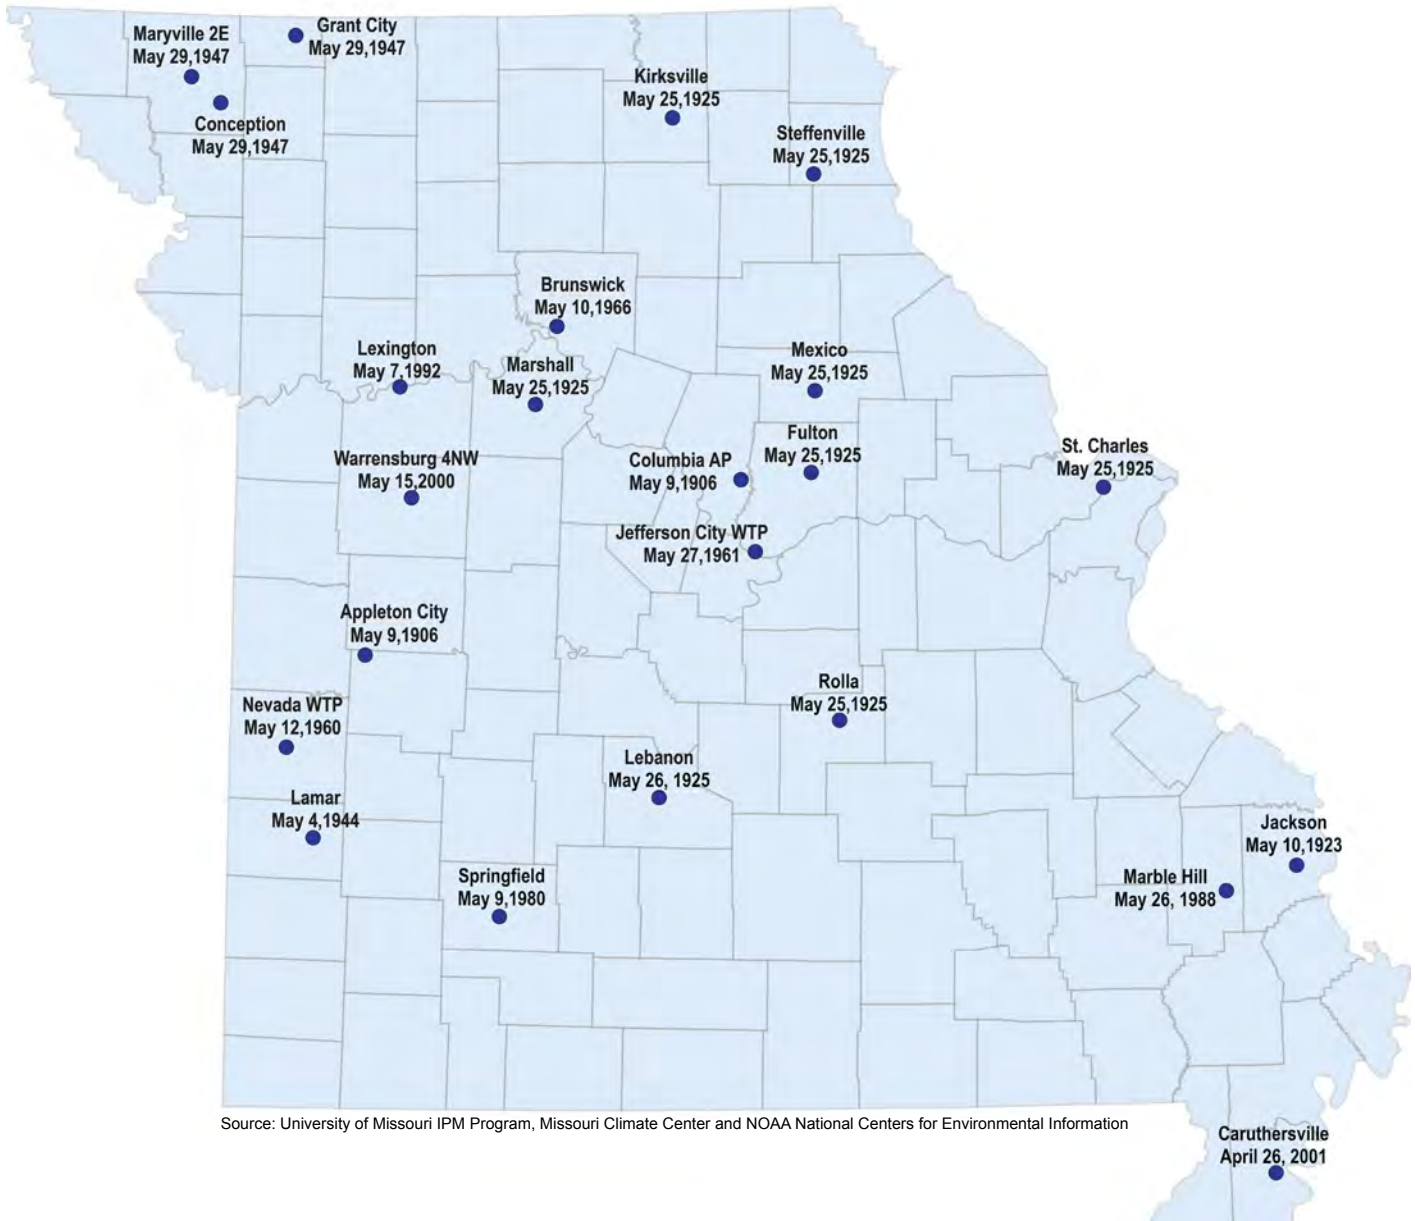 Grant City
May 29,1947
Maryville 2E
May 29,1947
Conception
May 29,1947
Kirksville
May 25,1925
Steffenville
May 25,1925
Brunswick
May 10,1966
Lexington
May 7,1992
Marshall
May 25,1925
Mexico
May 25,1925
Fulton
May 25,1925
Columbia AP
May 9,1906
St. Charles
May 25,1925
Warrensburg 4NW
May 15,2000
Jefferson City WTP
May 27,1961
Appleton City
May 9,1906
Rolla
May 25,1925
Nevada WTP
May 12,1960
Lebanon
May 26, 1925
Lamar
May 4,1944
Jackson
May 10,1923
Springfield
May 9,1980
Marble Hill
May 26, 1988
Source: University of Missouri IPM Program, Missouri Climate Center and NOAA National Centers for Environmental Information
Caruthersville
April 26, 2001